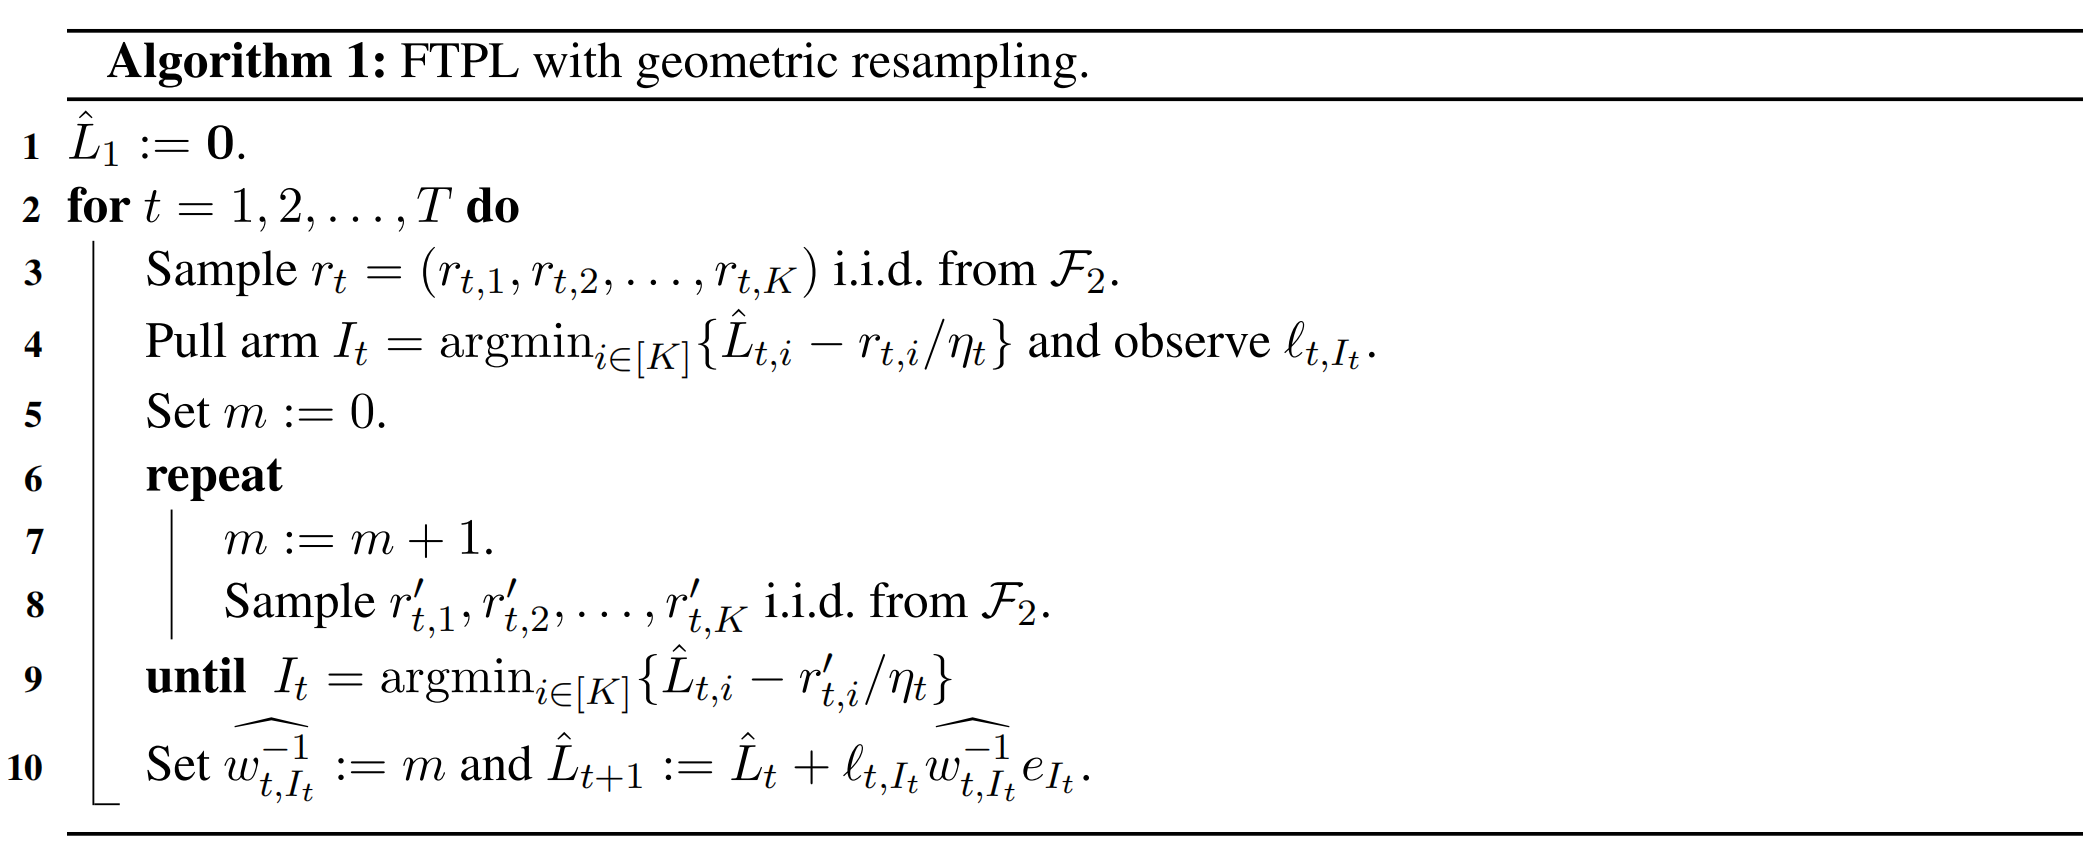 Algorithm 1: FTPL with geometric resampling.
1 $\hat{L}_1 := \mathbf{0}.$
2 for $t = 1, 2, \ldots, T$ do
3 Sample $r_t = (r_{t,1}, r_{t,2}, \ldots, r_{t,K})$ i.i.d. from $\mathcal{F}_2$.
4 Pull arm $I_t = \operatorname{argmin}_{i \in [K]} \{\hat{L}_{t,i} - r_{t,i}/\eta_t\}$ and observe $\ell_{t,I_t}$.
5 Set $m := 0$.
6 repeat
7 $m := m + 1$.
8 Sample $r'_{t,1}, r'_{t,2}, \ldots, r'_{t,K}$ i.i.d. from $\mathcal{F}_2$.
9 until $I_t = \operatorname{argmin}_{i \in [K]} \{\hat{L}_{t,i} - r'_{t,i}/\eta_t\}$
10 Set $\widehat{w_{t,I_t}^{-1}} := m$ and $\hat{L}_{t+1} := \hat{L}_t + \ell_{t,I_t} \widehat{w_{t,I_t}^{-1}} e_{I_t}$.